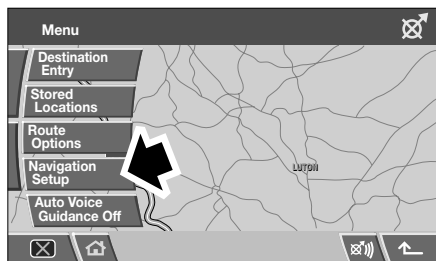 Menu
Destination
Entry
Stored
Locations
Route
Options
Navigation
Setup
Auto Voice
Guidance Off
LUTON